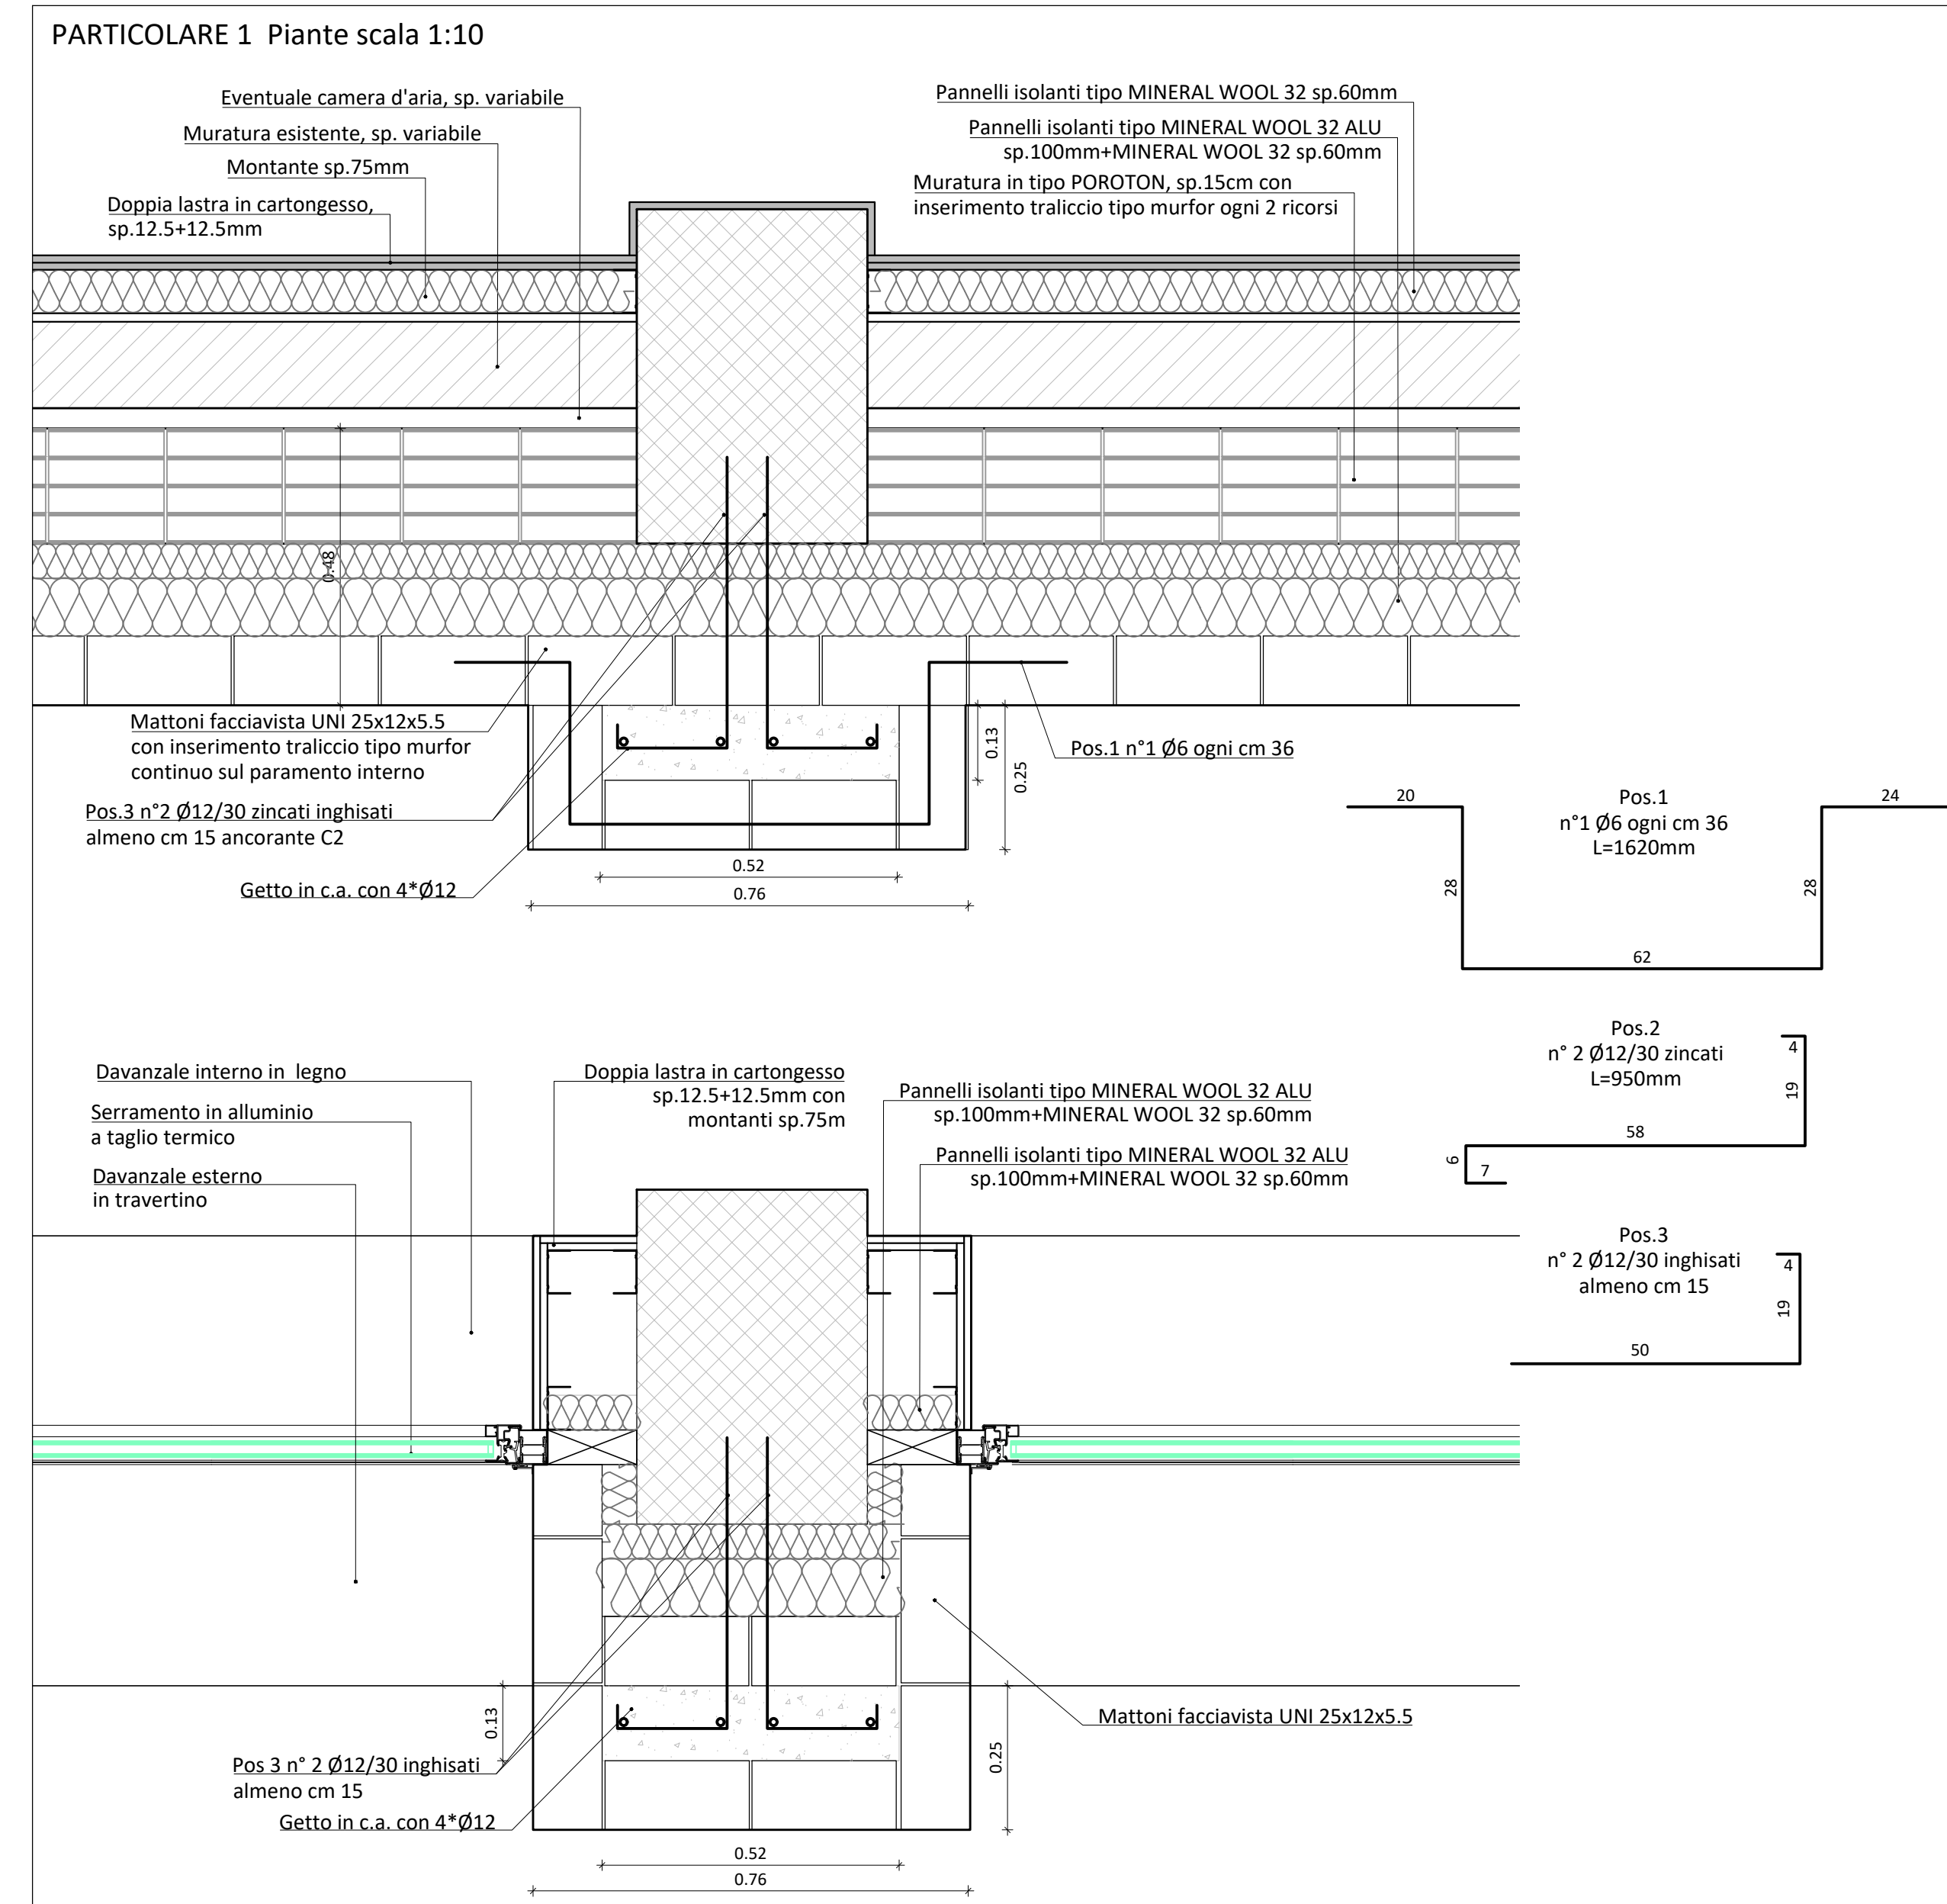 PARTICOLARE 1  Piante scala 1:10
Eventuale camera d'aria, sp. variabile
Muratura esistente, sp. variabile
Montante sp.75mm
Doppia lastra in cartongesso,
sp.12.5+12.5mm
Pannelli isolanti tipo MINERAL WOOL 32 sp.60mm
Pannelli isolanti tipo MINERAL WOOL 32 ALU
sp.100mm+MINERAL WOOL 32 sp.60mm
Muratura in tipo POROTON, sp.15cm con
inserimento traliccio tipo murfor ogni 2 ricorsi
0.48
Mattoni facciavista UNI 25x12x5.5
con inserimento traliccio tipo murfor
continuo sul paramento interno
Pos.3 n°2 Ø12/30 zincati inghisati
almeno cm 15 ancorante C2
Getto in c.a. con 4*Ø12
0.13
0.25
Pos.1 n°1 Ø6 ogni cm 36
0.52
0.76
20
Pos.1
n°1 Ø6 ogni cm 36
L=1620mm
24
28
28
62
Pos.2
n° 2 Ø12/30 zincati
L=950mm
4
19
58
6
7
Pos.3
n° 2 Ø12/30 inghisati
almeno cm 15
4
19
50
Davanzale interno in  legno
Serramento in alluminio
a taglio termico
Davanzale esterno
in travertino
Doppia lastra in cartongesso
sp.12.5+12.5mm con
montanti sp.75m
Pannelli isolanti tipo MINERAL WOOL 32 ALU
sp.100mm+MINERAL WOOL 32 sp.60mm
Pannelli isolanti tipo MINERAL WOOL 32 ALU
sp.100mm+MINERAL WOOL 32 sp.60mm
0.13
Pos 3 n° 2 Ø12/30 inghisati
almeno cm 15
Getto in c.a. con 4*Ø12
Mattoni facciavista UNI 25x12x5.5
0.25
0.52
0.76